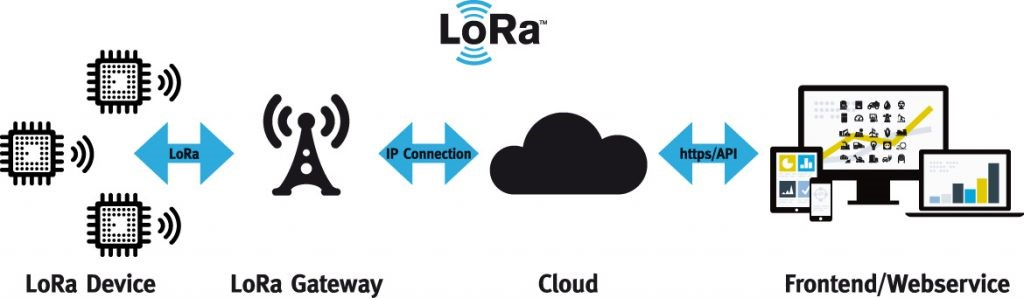 LoRa™
LoRa
IP Connection
https/API
LoRa Device
LoRa Gateway
Cloud
Frontend/Webservice